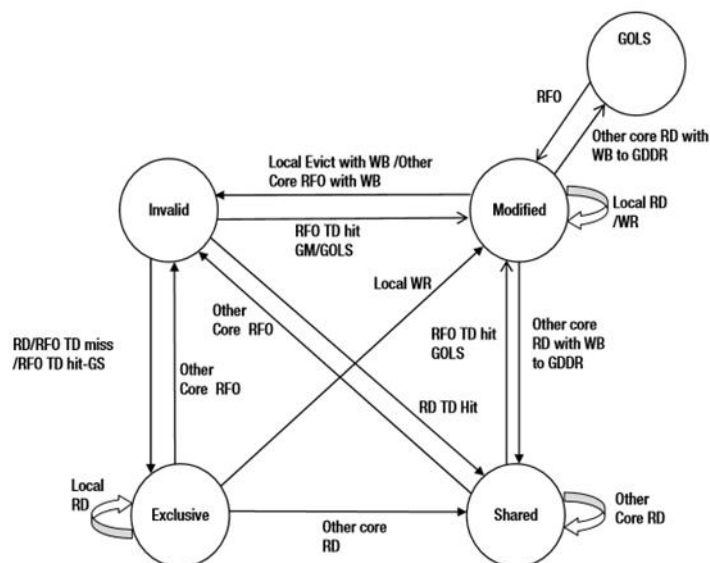 GOLS
RFO
Other core RD with
WB to GDDR
Local Evict with WB /Other
Core RFO with WB
Invalid
Modified
Local RD
/WR
RFO TD hit
GM/GOLS
Local WR
Other
Core RFO
RFO TD hit
GOLS
Other core
RD with WB
to GDDR
RD/RFO TD miss
/RFO TD hit-GS
Other
Core RFO
RD TD Hit
Local
RD
Exclusive
Other core
RD
Shared
Other
Core RD